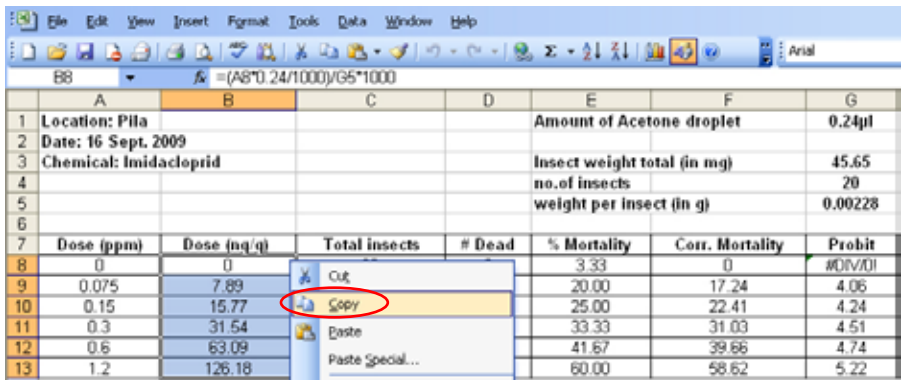 File Edit View Insert Format Tools Data Window Help
Arial
B8 fx =(A8*0.24/1000)/G5*1000
A B C D E F G
1 Location: Pila Amount of Acetone droplet 0.24µl
2 Date: 16 Sept. 2009
3 Chemical: Imidacloprid Insect weight total (in mg) 45.65
4 no.of insects 20
5 weight per insect (in g) 0.00228
6
7 Dose (ppm) Dose (ng/g) Total insects # Dead % Mortality Corr. Mortality Probit
8 0 0 3.33 0 #DIV/0!
Cut
9 0.075 7.89 20.00 17.24 4.06
Copy
10 0.15 15.77 25.00 22.41 4.24
11 0.3 31.54 33.33 31.03 4.51
Paste
12 0.6 63.09 41.67 39.66 4.74
Paste Special...
13 1.2 126.18 60.00 58.62 5.22